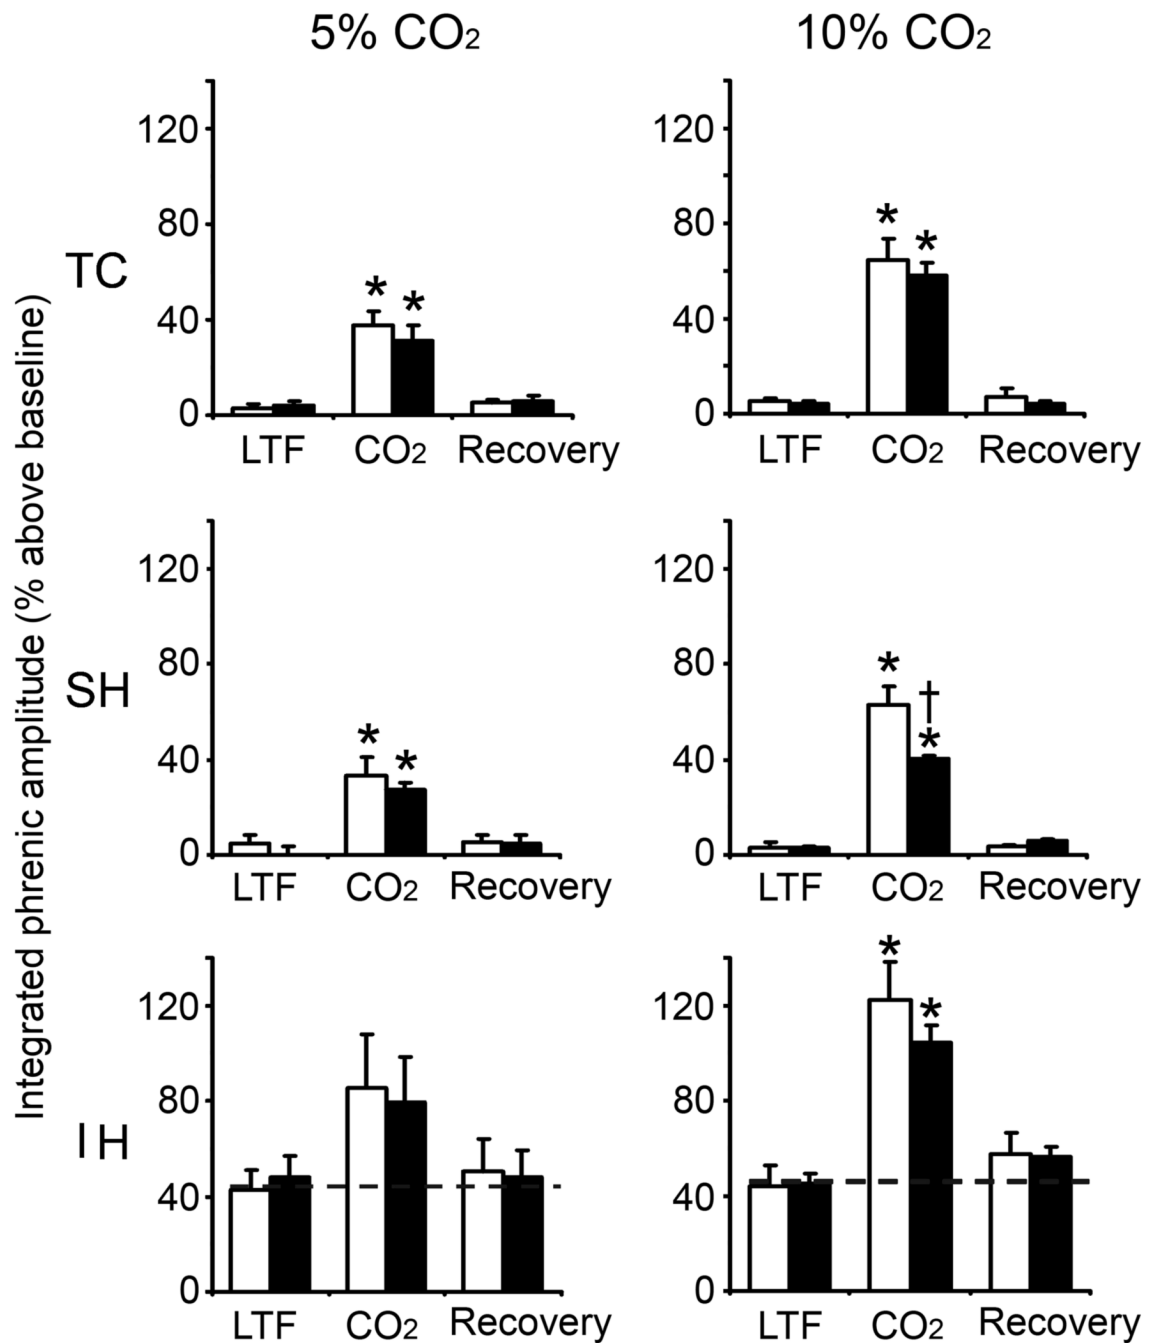 5% CO₂
10% CO₂
Integrated phrenic amplitude (% above baseline)
TC
120
80
40
0
* *
LTF CO₂ Recovery
120
80
40
0
* *
LTF CO₂ Recovery
SH
120
80
40
0
* *
LTF CO₂ Recovery
120
80
40
0
* †
*
LTF CO₂ Recovery
IH
120
80
40
0
LTF CO₂ Recovery
120
80
40
0
* *
LTF CO₂ Recovery